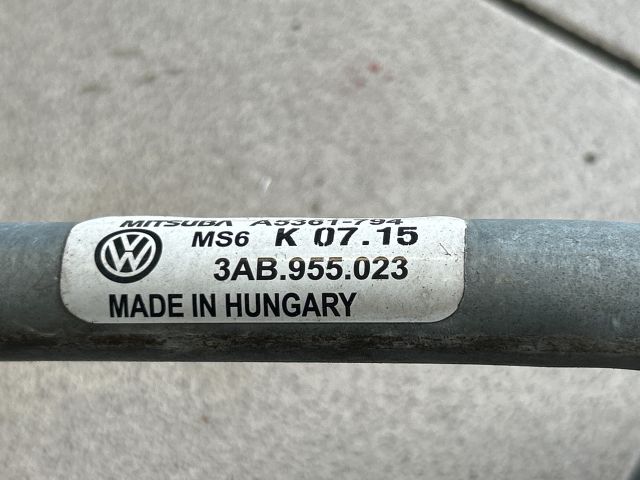 MITSUBA A5361-794
MS6 K 07.15
3AB.955.023
MADE IN HUNGARY